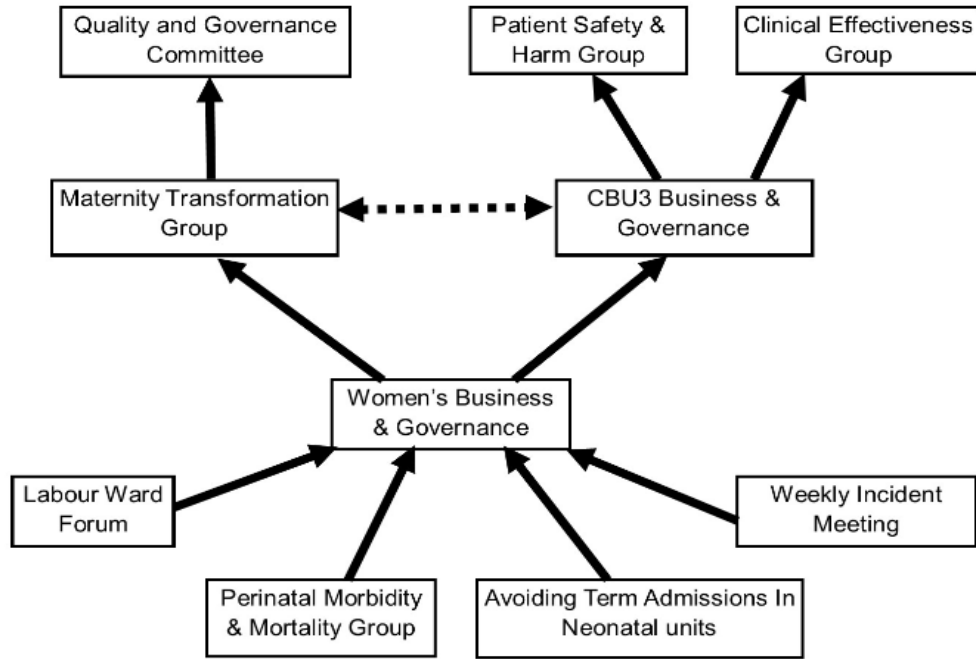 Quality and Governance
Committee
Patient Safety &
Harm Group
Clinical Effectiveness
Group
Maternity Transformation
Group
CBU3 Business &
Governance
Women's Business
& Governance
Labour Ward
Forum
Weekly Incident
Meeting
Perinatal Morbidity
& Mortality Group
Avoiding Term Admissions In
Neonatal units